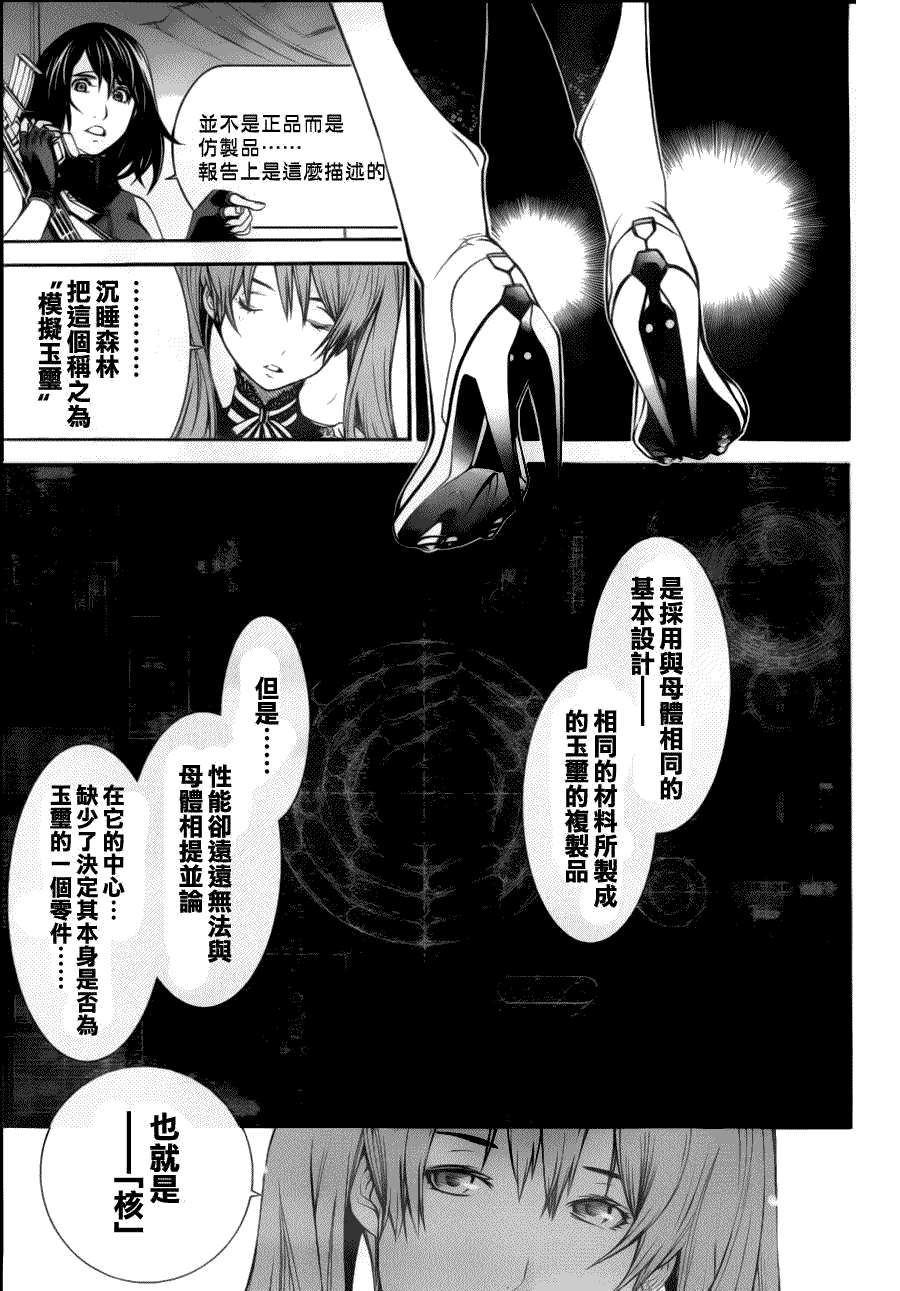 並不是正品而是
仿製品……
報告上是這麼描述的
…………
沉睡森林
把這個稱之為
“模擬玉璽”
是採用與母體相同的
基本設計——
相同的材料所製成
的玉璽的複製品
但是……
性能卻遠遠無法與
母體相提並論
在它的中心…
缺少了決定其本身是否為
玉璽的一個零件……
也就是
——「核」